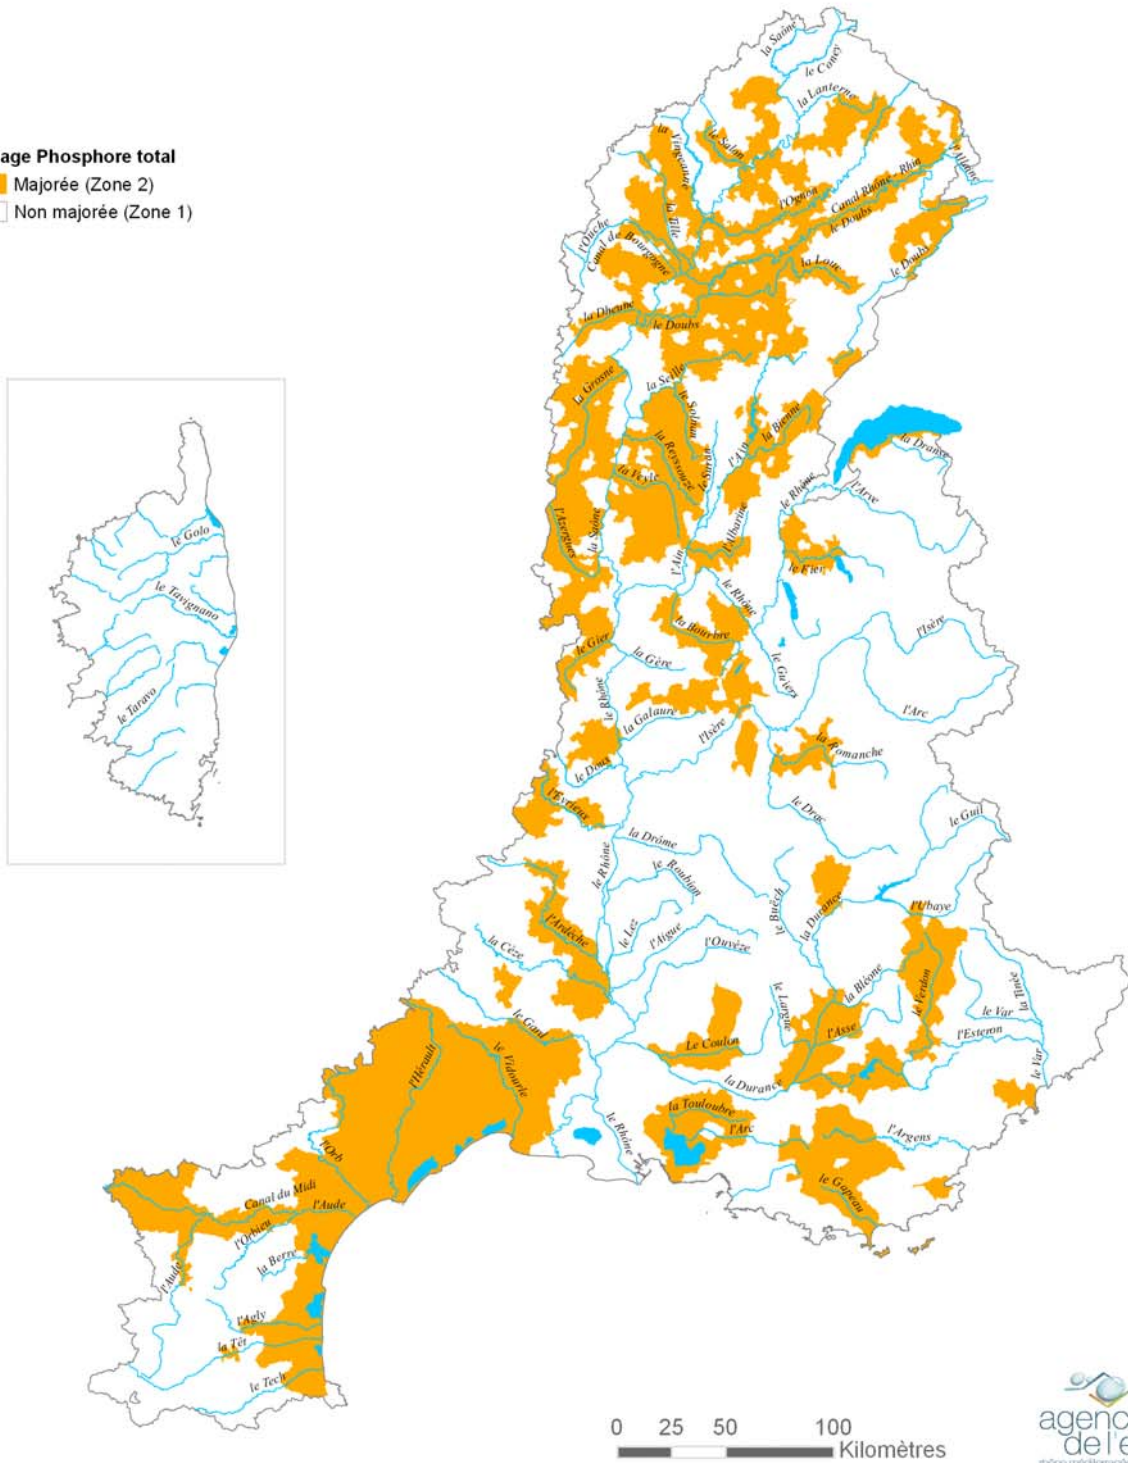 la Saône
le Coney
la Lanterne
age Phosphore total
Majorée (Zone 2)
Non majorée (Zone 1)
la Vingeanne
le Salon
l'Allaine
Canal Rhône - Rhin
l'Ognon
le Doubs
la Tille
l'Ouche
Canal de Bourgogne
la Loue
le Doubs
la Dheune
le Doubs
la Grosne
la Seille
le Solnan
la Bienne
la Reyssouze
l'Ain
le Suran
la Dranse
la Veyle
le Rhône
l'Arve
l'Azergues
la Saône
l'Albarine
l'Ain
le Fier
le Rhône
la Bourbre
l'Isère
le Gier
la Gère
le Guiers
le Rhône
la Galaure
l'Isère
l'Arc
la Romanche
le Doux
l'Eyrieux
le Drac
le Guil
la Drôme
le Rhône
le Roubion
le Buëch
la Durance
l'Ubaye
l'Ardèche
le Lez
l'Aigue
l'Ouvèze
la Cèze
la Bléone
le Verdon
la Tinée
le Largue
le Var
l'Asse
l'Esteron
le Gard
Le Coulon
le Var
l'Hérault
le Vidourle
la Durance
la Touloubre
l'Arc
le Rhône
l'Argens
l'Orb
le Gapeau
Canal du Midi
l'Aude
l'Orbieu
la Berre
l'Aude
l'Agly
la Têt
le Tech
le Golo
le Tavignano
le Taravo
0 25 50 100
Kilomètres
agenc
de l'e